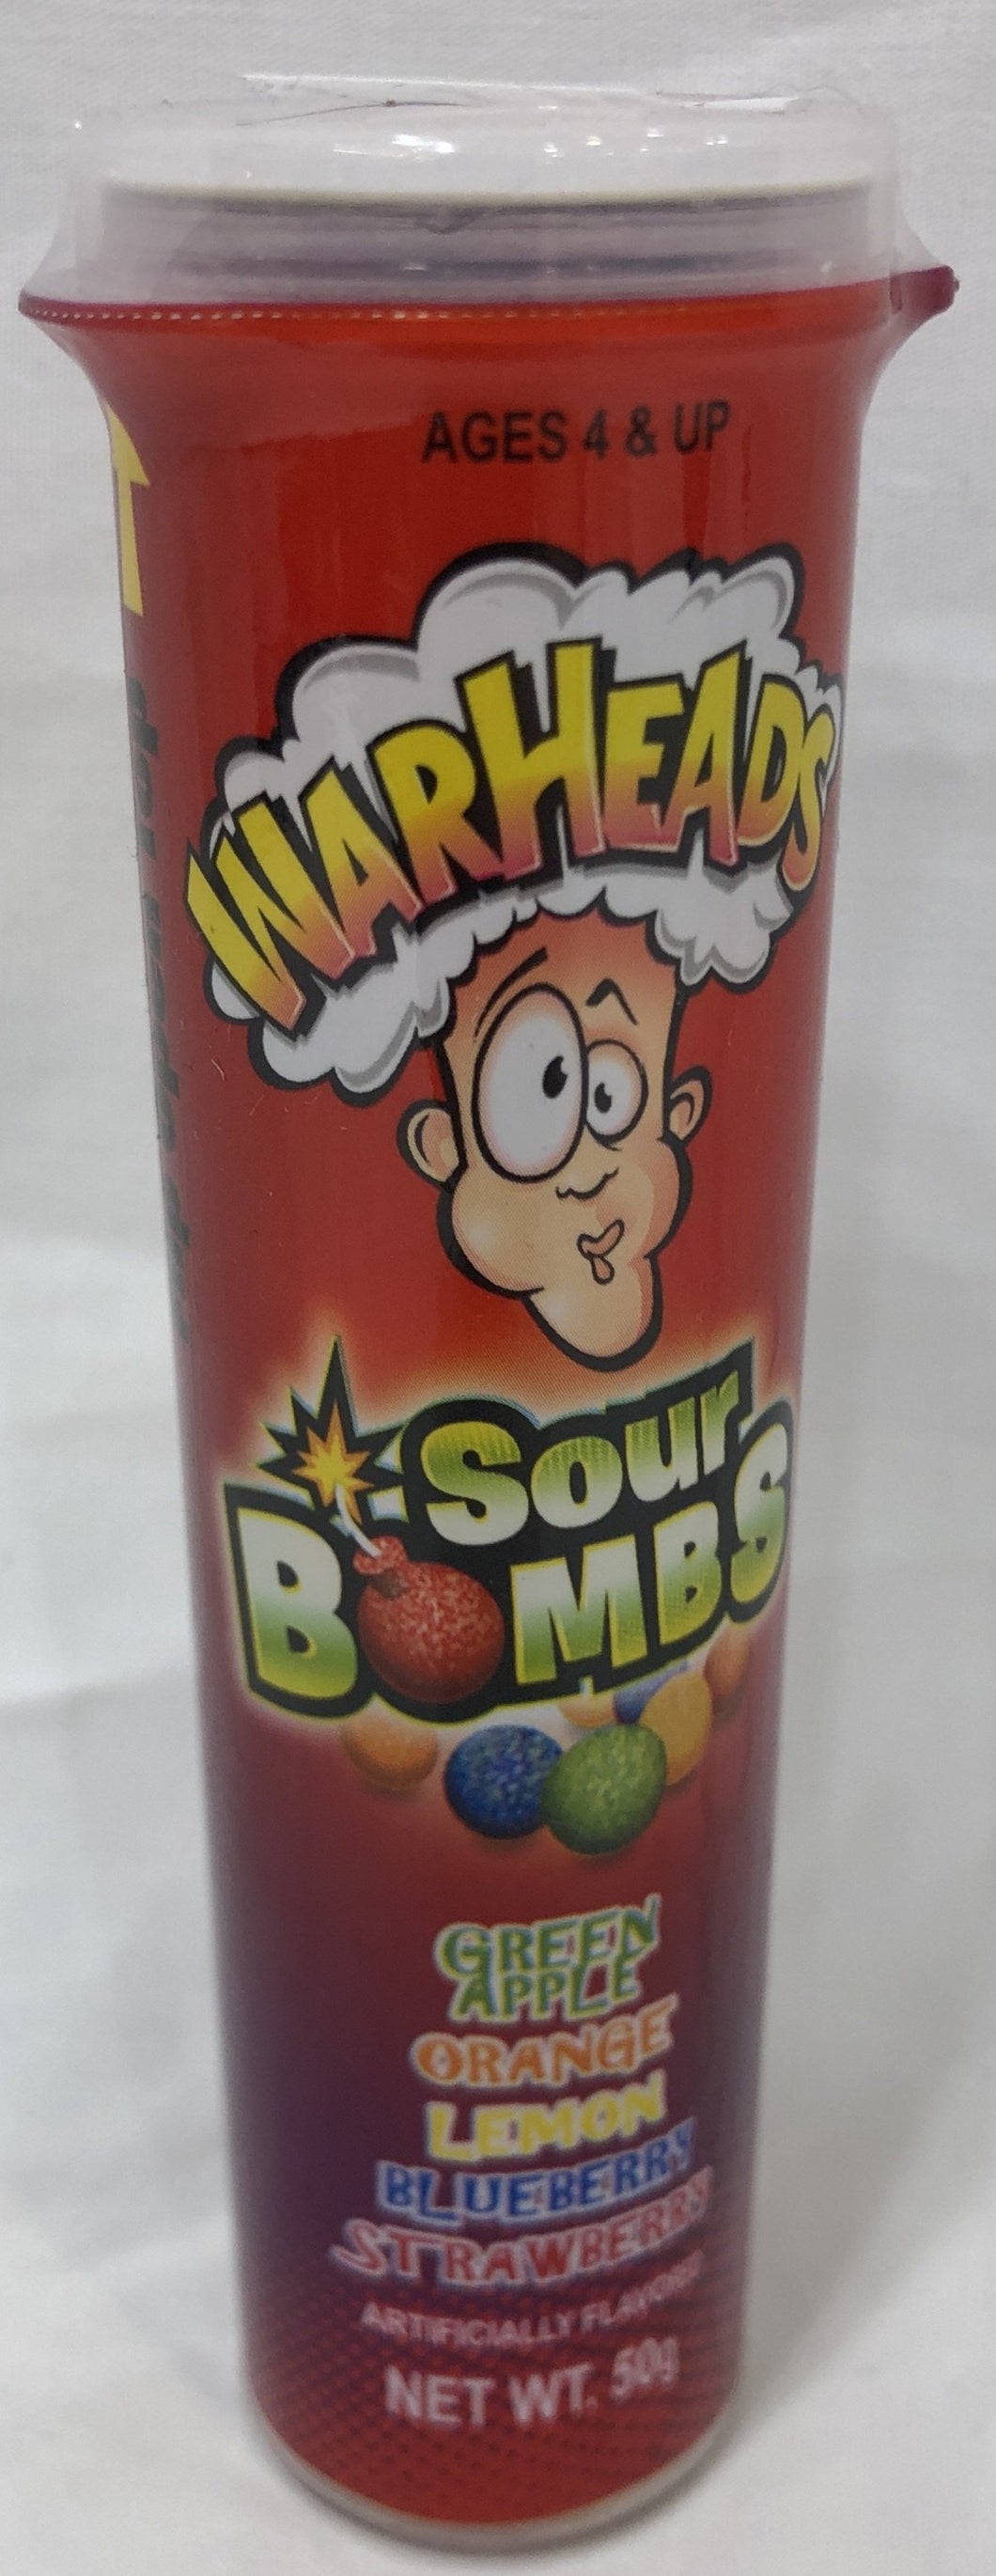 AGES 4 & UP
WARHEADS
Sour
BOMBS
GREEN
APPLE
ORANGE
LEMON
BLUEBERRY
STRAWBERRY
ARTIFICIALLY FLAVORED
NET WT. 50g